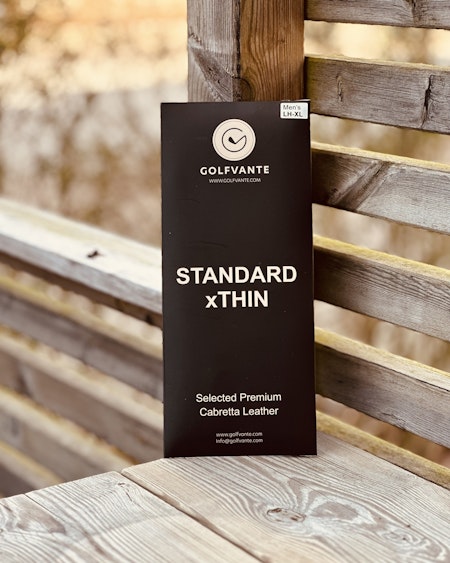 Men's
LH-XL
GOLFVANTE
WWW.GOLFVANTE.COM
STANDARD
xTHIN
Selected Premium
Cabretta Leather
www.golfvante.com
Info@golfvante.com